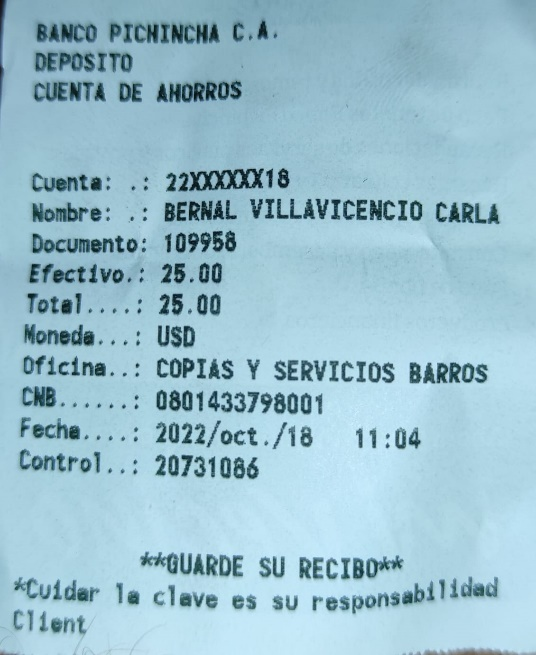 BANCO PICHINCHA C.A.
DEPOSITO
CUENTA DE AHORROS
Cuenta: .: 22XXXXXX18
Nombre: .: BERNAL VILLAVICENCIO CARLA
Documento: 109958
Efectivo.: 25.00
Total....: 25.00
Moneda...: USD
Oficina..: COPIAS Y SERVICIOS BARROS
CNB......: 0801433798001
Fecha....: 2022/oct./18 11:04
Control..: 20731086
**GUARDE SU RECIBO**
*Cuidar la clave es su responsabilidad
Client